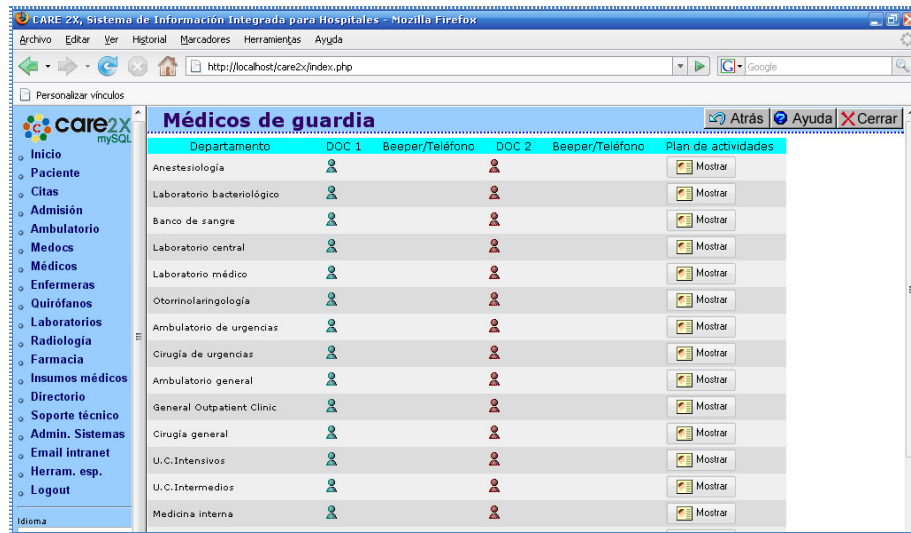 CARE 2X, Sistema de Información Integrada para Hospitales - Mozilla Firefox
Archivo Editar Ver Historial Marcadores Herramientas Ayuda
http://localhost/care2x/index.php
Google
Personalizar vínculos
care2x
mySQL
Inicio
Paciente
Citas
Admisión
Ambulatorio
Medocs
Médicos
Enfermeras
Quirófanos
Laboratorios
Radiología
Farmacia
Insumos médicos
Directorio
Soporte técnico
Admin. Sistemas
Email intranet
Herram. esp.
Logout
Idioma
Médicos de guardia
Atrás Ayuda Cerrar
Departamento DOC 1 Beeper/Teléfono DOC 2 Beeper/Teléfono Plan de actividades
Anestesiología Mostrar
Laboratorio bacteriológico Mostrar
Banco de sangre Mostrar
Laboratorio central Mostrar
Laboratorio médico Mostrar
Otorrinolaringología Mostrar
Ambulatorio de urgencias Mostrar
Cirugía de urgencias Mostrar
Ambulatorio general Mostrar
General Outpatient Clinic Mostrar
Cirugía general Mostrar
U.C.Intensivos Mostrar
U.C.Intermedios Mostrar
Medicina interna Mostrar